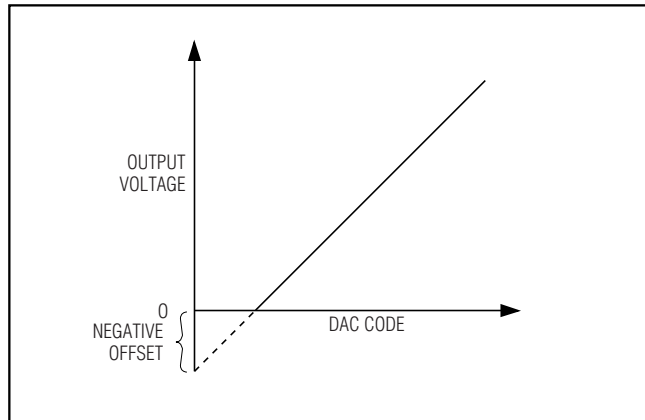 OUTPUT
VOLTAGE
0
NEGATIVE
OFFSET
DAC CODE